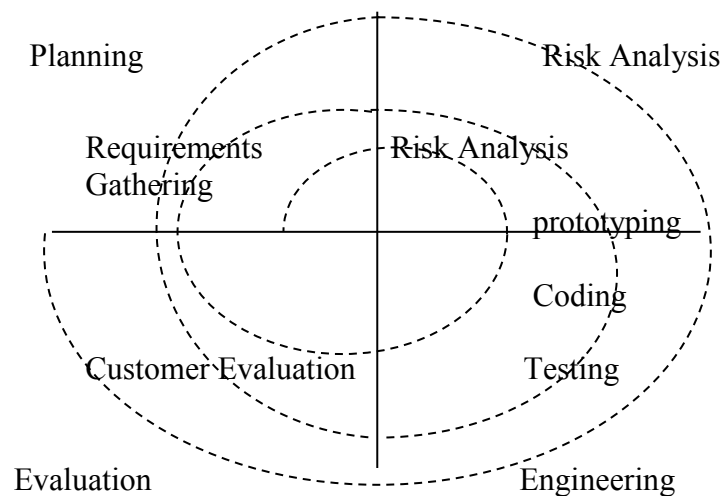 Planning
Risk Analysis
Requirements
Gathering
Risk Analysis
prototyping
Coding
Customer Evaluation
Testing
Evaluation
Engineering